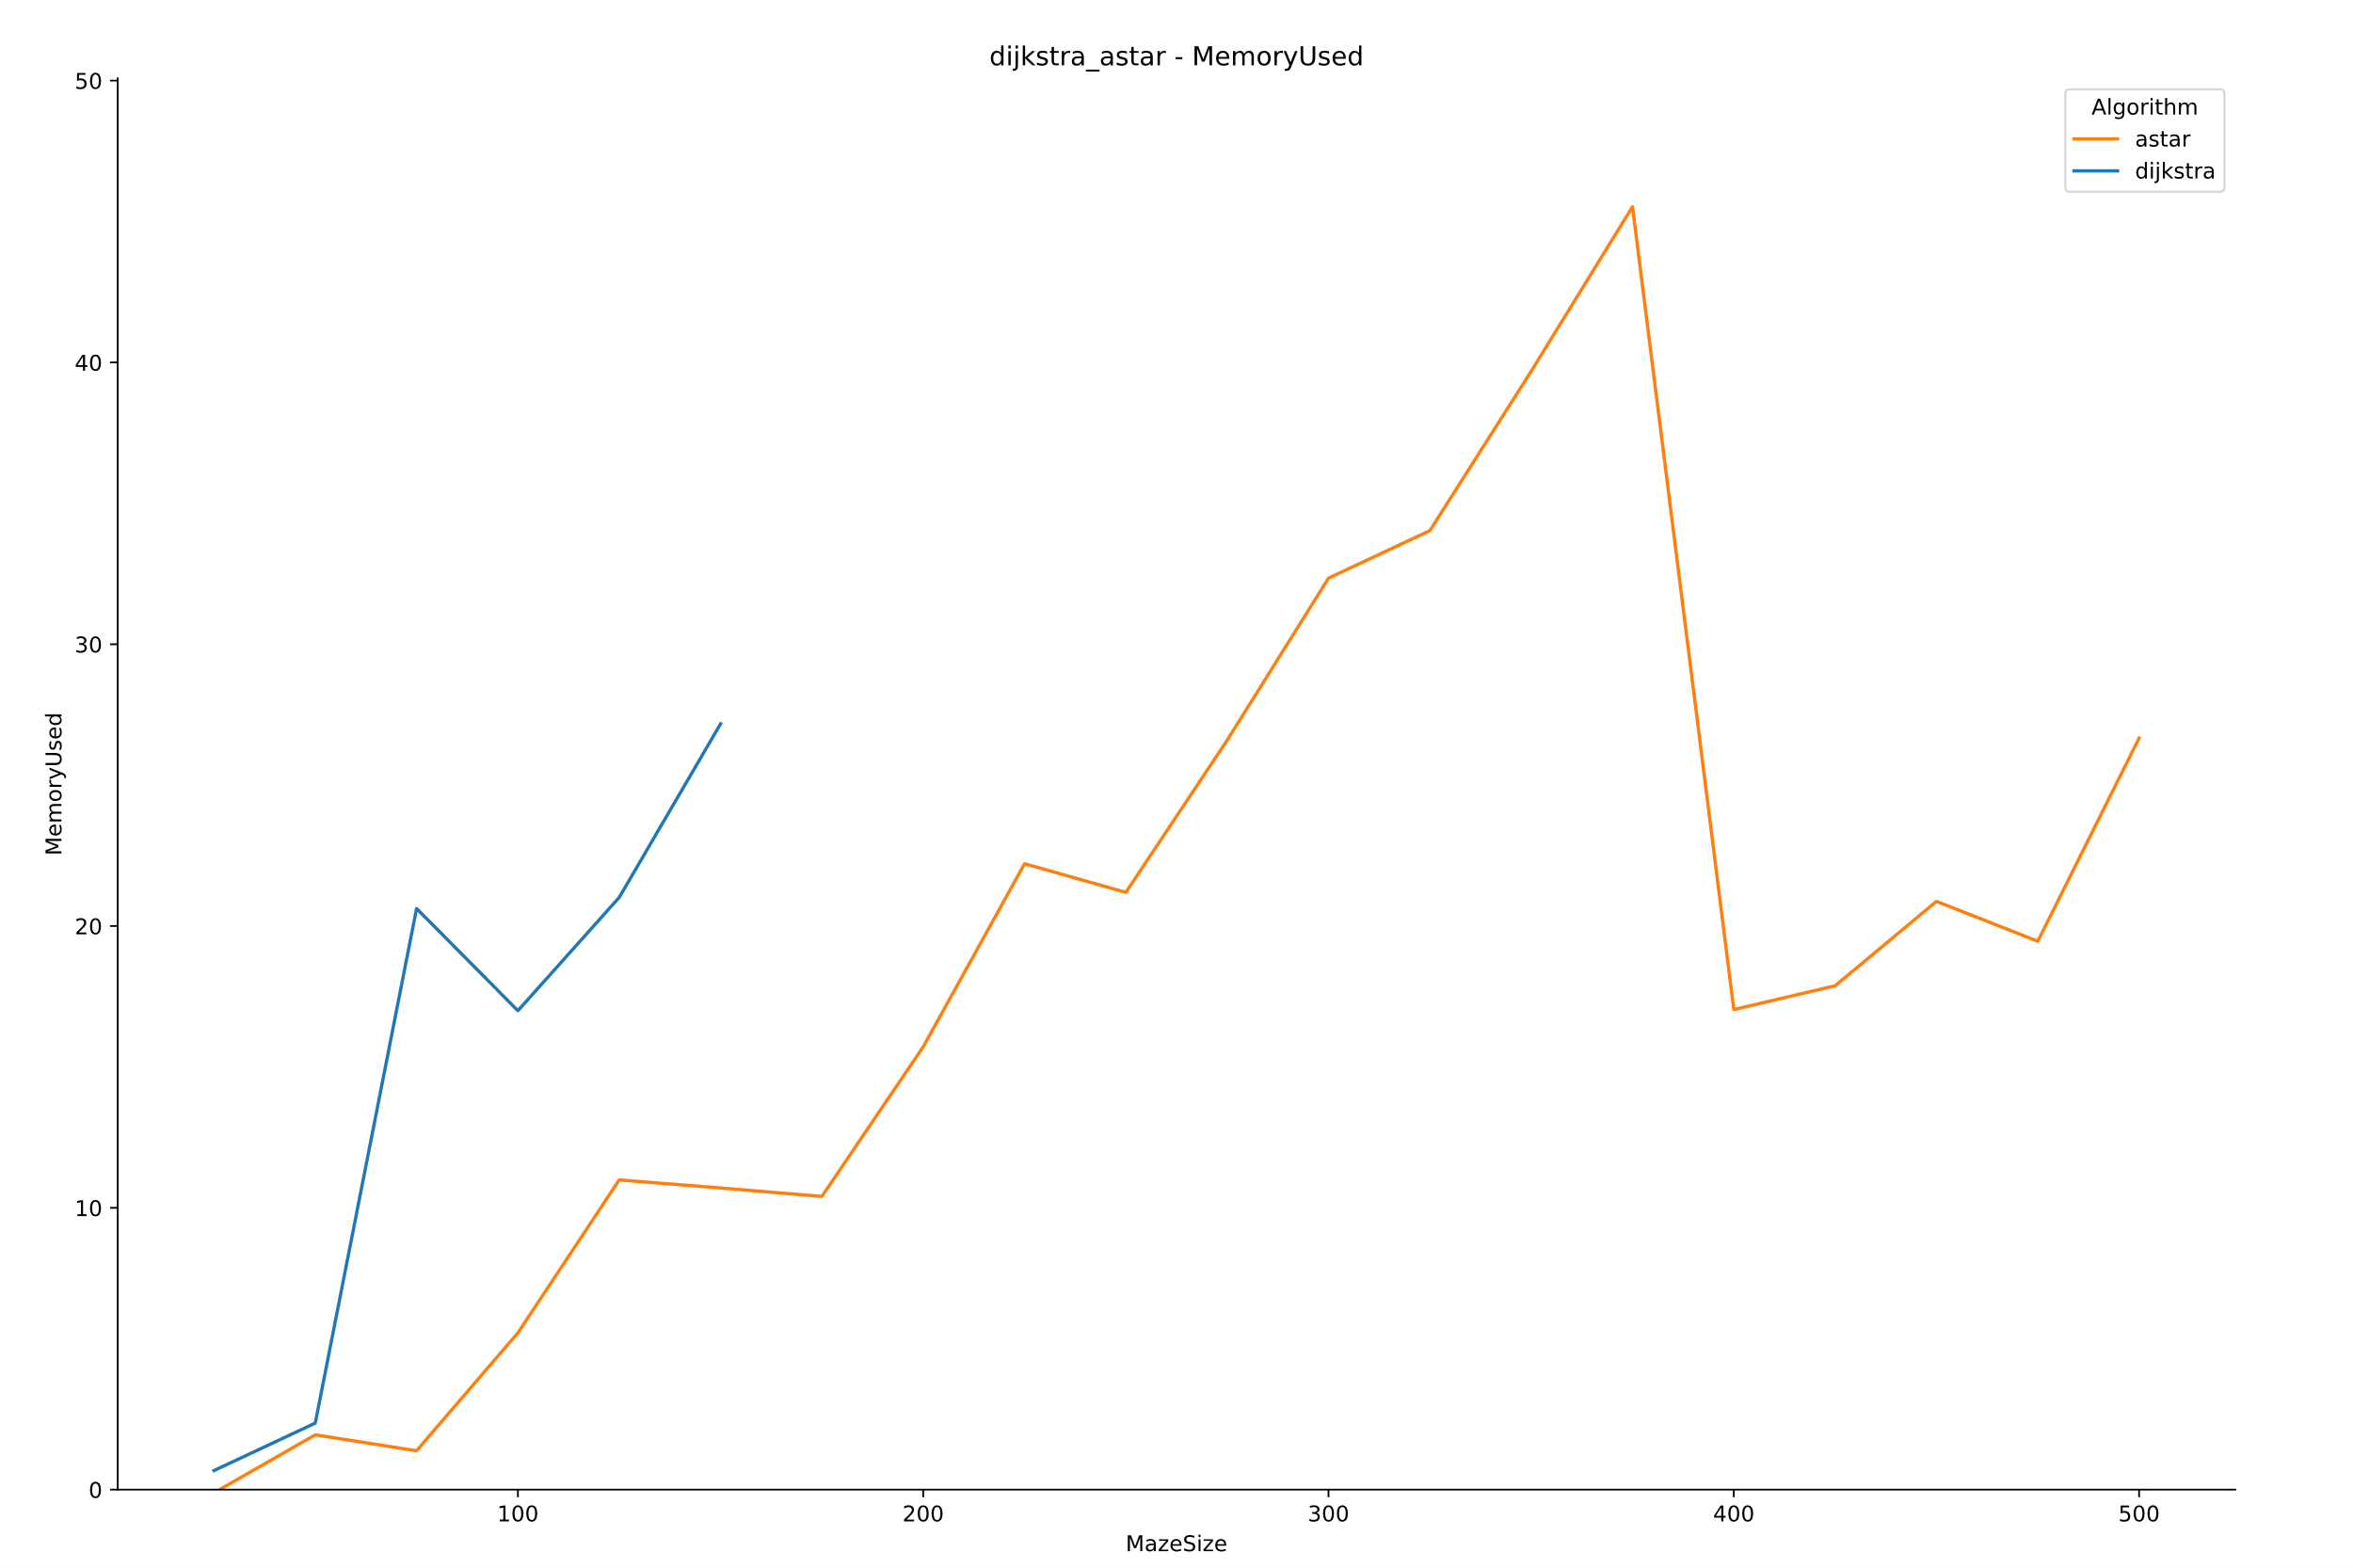 dijkstra_astar - MemoryUsed
Algorithm
astar
dijkstra
50
40
30
20
10
0
MemoryUsed
100 200 300 400 500
MazeSize